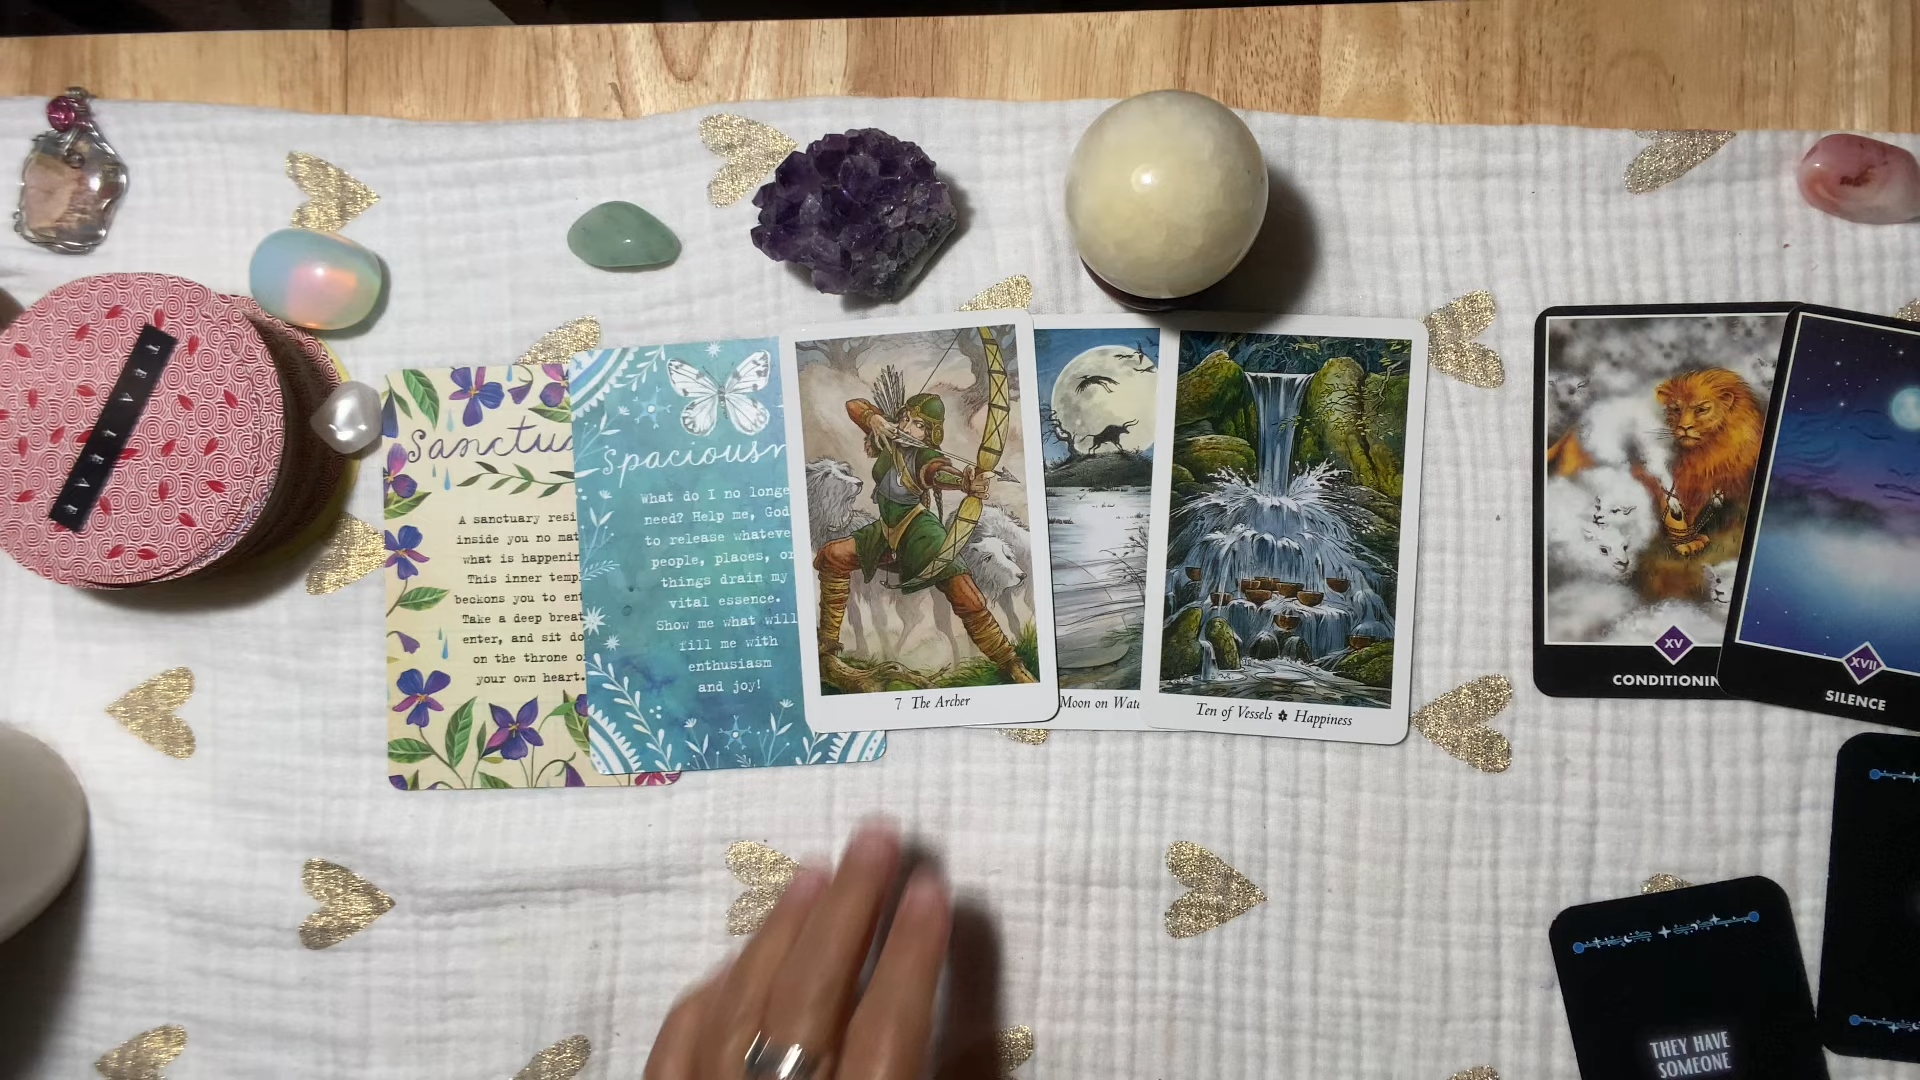 Sanctu
A sanctuary resi
inside you no mat
what is happenin
This inner temp
beckons you to ent
Take a deep breat
enter, and sit do
on the throne o
your own heart.
Spaciousn
What do I no longe
need? Help me, God
to release whateve
people, places, or
things drain my
vital essence.
Show me what will
fill me with
enthusiasm
and joy!
7 The Archer
Moon on Wate
Ten of Vessels Happiness
XV
CONDITIONIN
XVII
SILENCE
THEY HAVE
SOMEONE